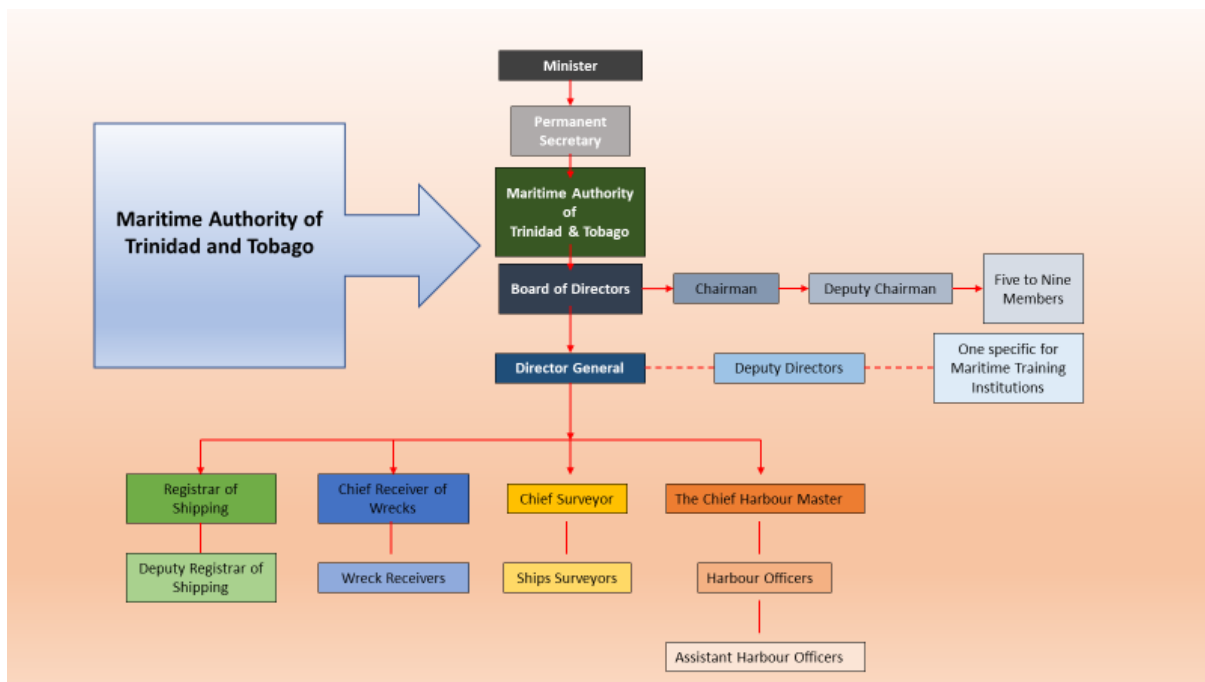 Minister
Permanent
Secretary
Maritime Authority of
Trinidad and Tobago
Maritime Authority
of
Trinidad & Tobago
Board of Directors
Chairman
Deputy Chairman
Five to Nine
Members
Director General
Deputy Directors
One specific for
Maritime Training
Institutions
Registrar of
Shipping
Chief Receiver of
Wrecks
Chief Surveyor
The Chief Harbour Master
Deputy Registrar of
Shipping
Wreck Receivers
Ships Surveyors
Harbour Officers
Assistant Harbour Officers